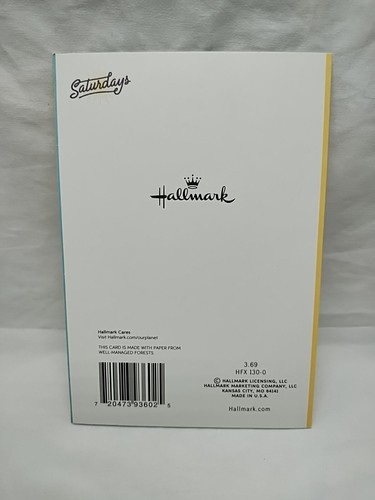 Saturdays
Hallmark
Hallmark Cares
Visit Hallmark.com/ourplanet
THIS CARD IS MADE WITH PAPER FROM
WELL-MANAGED FORESTS
3.69
HFX 130-0
© HALLMARK LICENSING, LLC
HALLMARK MARKETING COMPANY, LLC
KANSAS CITY, MO 64141
MADE IN U.S.A.
Hallmark.com
7 20473 93602 5